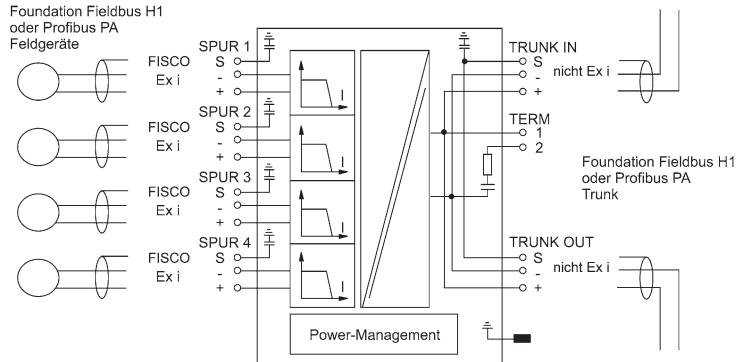 Foundation Fieldbus H1
oder Profibus PA
Feldgeräte
FISCO
Ex i
SPUR 1
S
-
+
FISCO
Ex i
SPUR 2
S
-
+
FISCO
Ex i
SPUR 3
S
-
+
FISCO
Ex i
SPUR 4
S
-
+
I
I
I
I
Power-Management
TRUNK IN
S
-
+
nicht Ex i
TERM
1
2
Foundation Fieldbus H1
oder Profibus PA
Trunk
TRUNK OUT
S
-
+
nicht Ex i